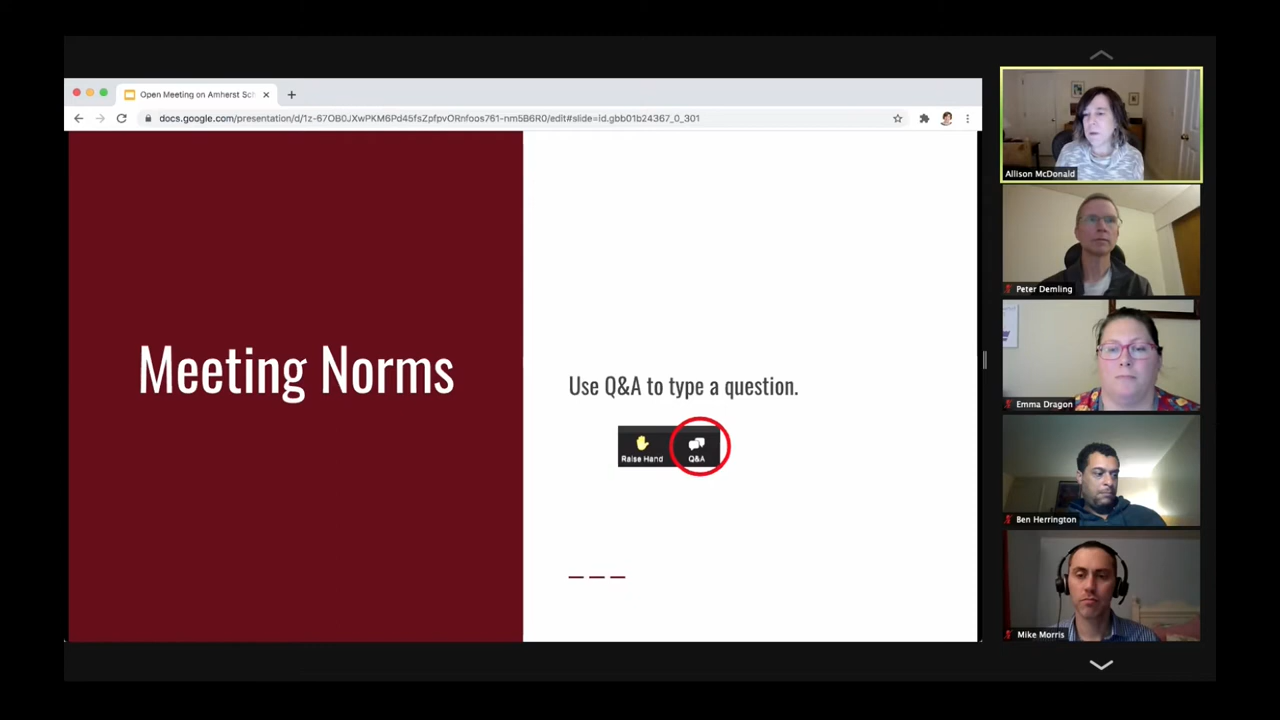 Open Meeting on Amherst Sch
docs.google.com/presentation/d/1z-67OB0JXwPKM6Pd45fsZpfpvORnfoos761-nm5B6R0/edit#slide=id.gbb01b24367_0_301
Meeting Norms
Use Q&A to type a question.
Raise Hand
Q&A
Allison McDonald
Peter Demling
Emma Dragon
Ben Herrington
Mike Morris